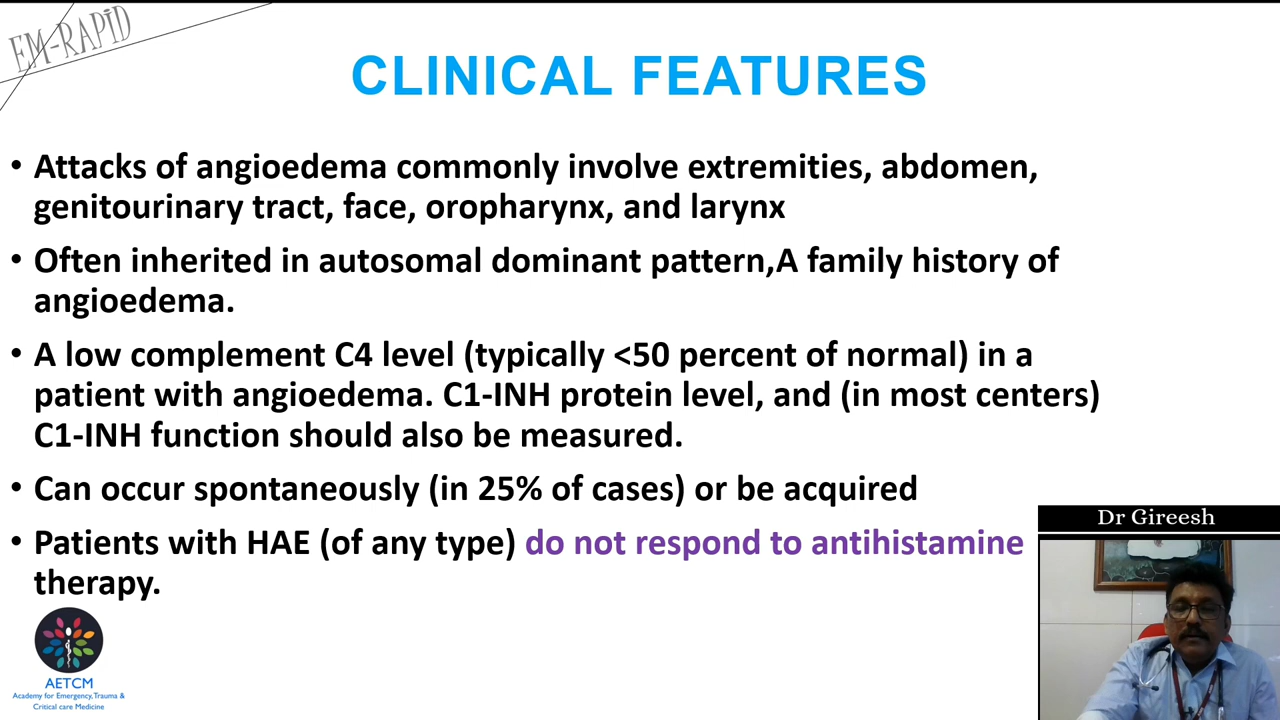 EM-RAPiD
CLINICAL FEATURES
• Attacks of angioedema commonly involve extremities, abdomen,
genitourinary tract, face, oropharynx, and larynx
• Often inherited in autosomal dominant pattern,A family history of
angioedema.
• A low complement C4 level (typically <50 percent of normal) in a
patient with angioedema. C1-INH protein level, and (in most centers)
C1-INH function should also be measured.
• Can occur spontaneously (in 25% of cases) or be acquired
• Patients with HAE (of any type) do not respond to antihistamine
therapy.
Dr Gireesh
AETCM
Academy for Emergency, Trauma &
Critical care Medicine